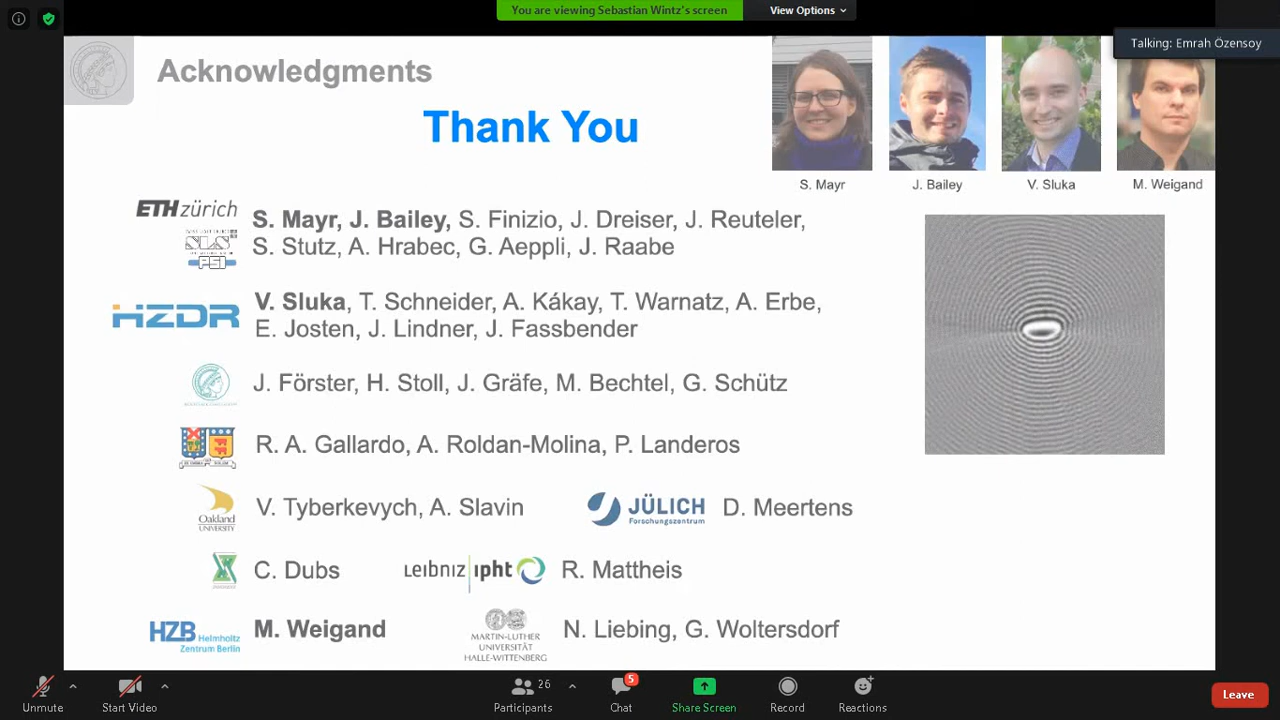 You are viewing Sebastian Wintz's screen
View Options
Talking: Emrah Özensoy
Acknowledgments
Thank You
S. Mayr
J. Bailey
V. Sluka
M. Weigand
ETH zürich
SLS
PSI
S. Mayr, J. Bailey, S. Finizio, J. Dreiser, J. Reuteler,
S. Stutz, A. Hrabec, G. Aeppli, J. Raabe
HZDR
V. Sluka, T. Schneider, A. Kákay, T. Warnatz, A. Erbe,
E. Josten, J. Lindner, J. Fassbender
J. Förster, H. Stoll, J. Gräfe, M. Bechtel, G. Schütz
R. A. Gallardo, A. Roldan-Molina, P. Landeros
Oakland
UNIVERSITY
V. Tyberkevych, A. Slavin
JÜLICH
Forschungszentrum
D. Meertens
C. Dubs
Leibniz ipht
R. Mattheis
HZB Helmholtz
Zentrum Berlin
M. Weigand
MARTIN-LUTHER
UNIVERSITÄT
HALLE-WITTENBERG
N. Liebing, G. Woltersdorf
Unmute
Start Video
26
Participants
5
Chat
Share Screen
Record
Reactions
Leave